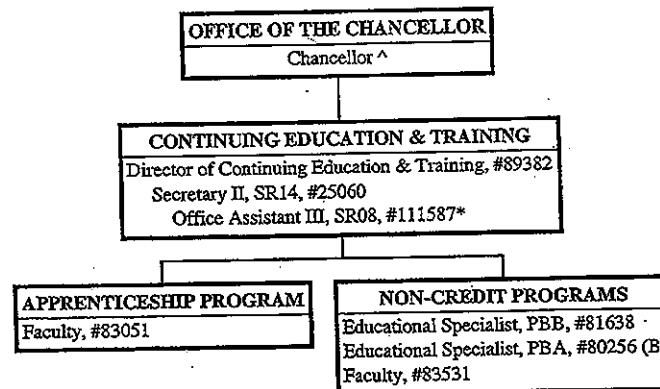 OFFICE OF THE CHANCELLOR
Chancellor ^
CONTINUING EDUCATION & TRAINING
Director of Continuing Education & Training, #89382
Secretary II, SR14, #25060
Office Assistant III, SR08, #111587*
APPRENTICESHIP PROGRAM
Faculty, #83051
NON-CREDIT PROGRAMS
Educational Specialist, PBB, #81638
Educational Specialist, PBA, #80256 (B
Faculty, #83531